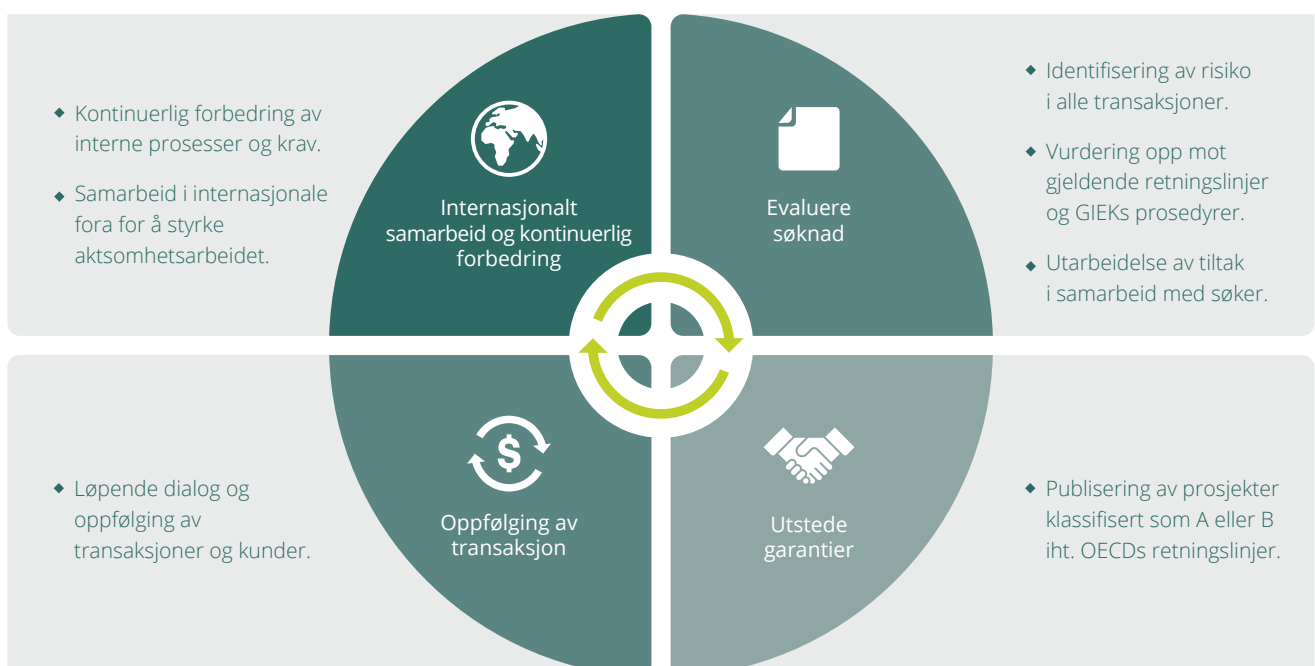 ◆ Kontinuerlig forbedring av
interne prosesser og krav.
◆ Samarbeid i internasjonale
fora for å styrke
aktsomhetsarbeidet.
Internasjonalt
samarbeid og kontinuerlig
forbedring
Evaluere
søknad
◆ Identifisering av risiko
i alle transaksjoner.
◆ Vurdering opp mot
gjeldende retningslinjer
og GIEKs prosedyrer.
◆ Utarbeidelse av tiltak
i samarbeid med søker.
◆ Løpende dialog og
oppfølging av
transaksjoner og kunder.
$
Oppfølging av
transaksjon
Utstede
garantier
◆ Publisering av prosjekter
klassifisert som A eller B
iht. OECDs retningslinjer.